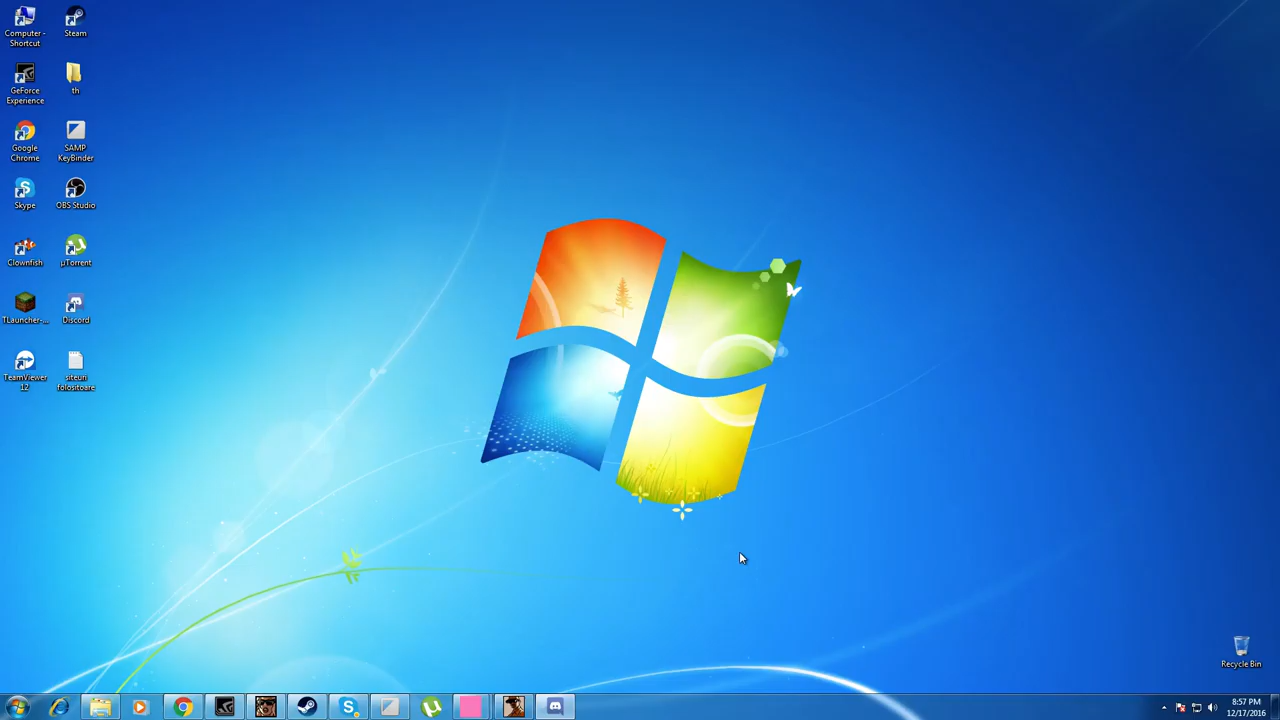 Computer -
Shortcut
Steam
GeForce
Experience
th
Google
Chrome
SAMP
KeyBinder
Skype
OBS Studio
Clownfish
µTorrent
TLauncher-...
Discord
TeamViewer
12
siteuri
folositoare
Recycle Bin
8:57 PM
12/17/2016